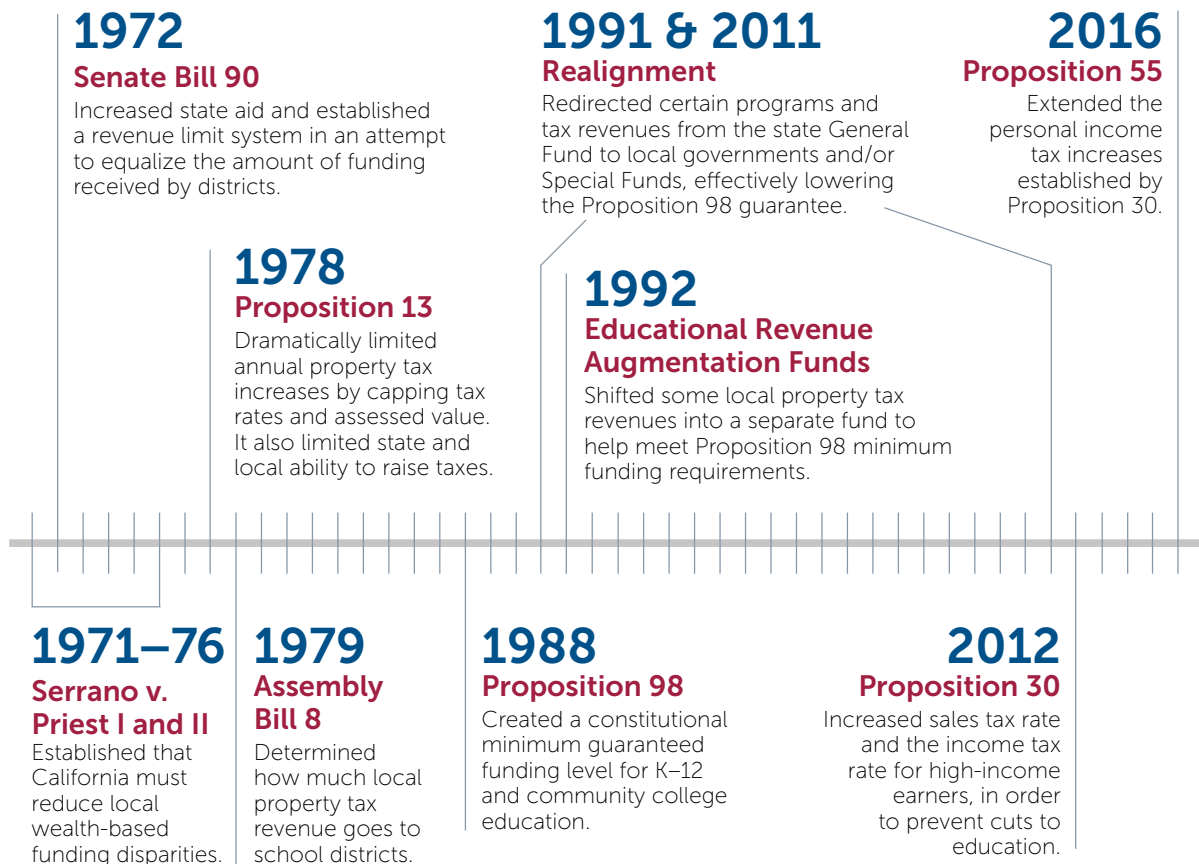 1972
Senate Bill 90
Increased state aid and established
a revenue limit system in an attempt
to equalize the amount of funding
received by districts.
1991 & 2011
Realignment
Redirected certain programs and
tax revenues from the state General
Fund to local governments and/or
Special Funds, effectively lowering
the Proposition 98 guarantee.
2016
Proposition 55
Extended the
personal income
tax increases
established by
Proposition 30.
1978
Proposition 13
Dramatically limited
annual property tax
increases by capping tax
rates and assessed value.
It also limited state and
local ability to raise taxes.
1992
Educational Revenue
Augmentation Funds
Shifted some local property tax
revenues into a separate fund to
help meet Proposition 98 minimum
funding requirements.
1971–76
Serrano v.
Priest I and II
Established that
California must
reduce local
wealth-based
funding disparities.
1979
Assembly
Bill 8
Determined
how much local
property tax
revenue goes to
school districts.
1988
Proposition 98
Created a constitutional
minimum guaranteed
funding level for K–12
and community college
education.
2012
Proposition 30
Increased sales tax rate
and the income tax
rate for high-income
earners, in order
to prevent cuts to
education.